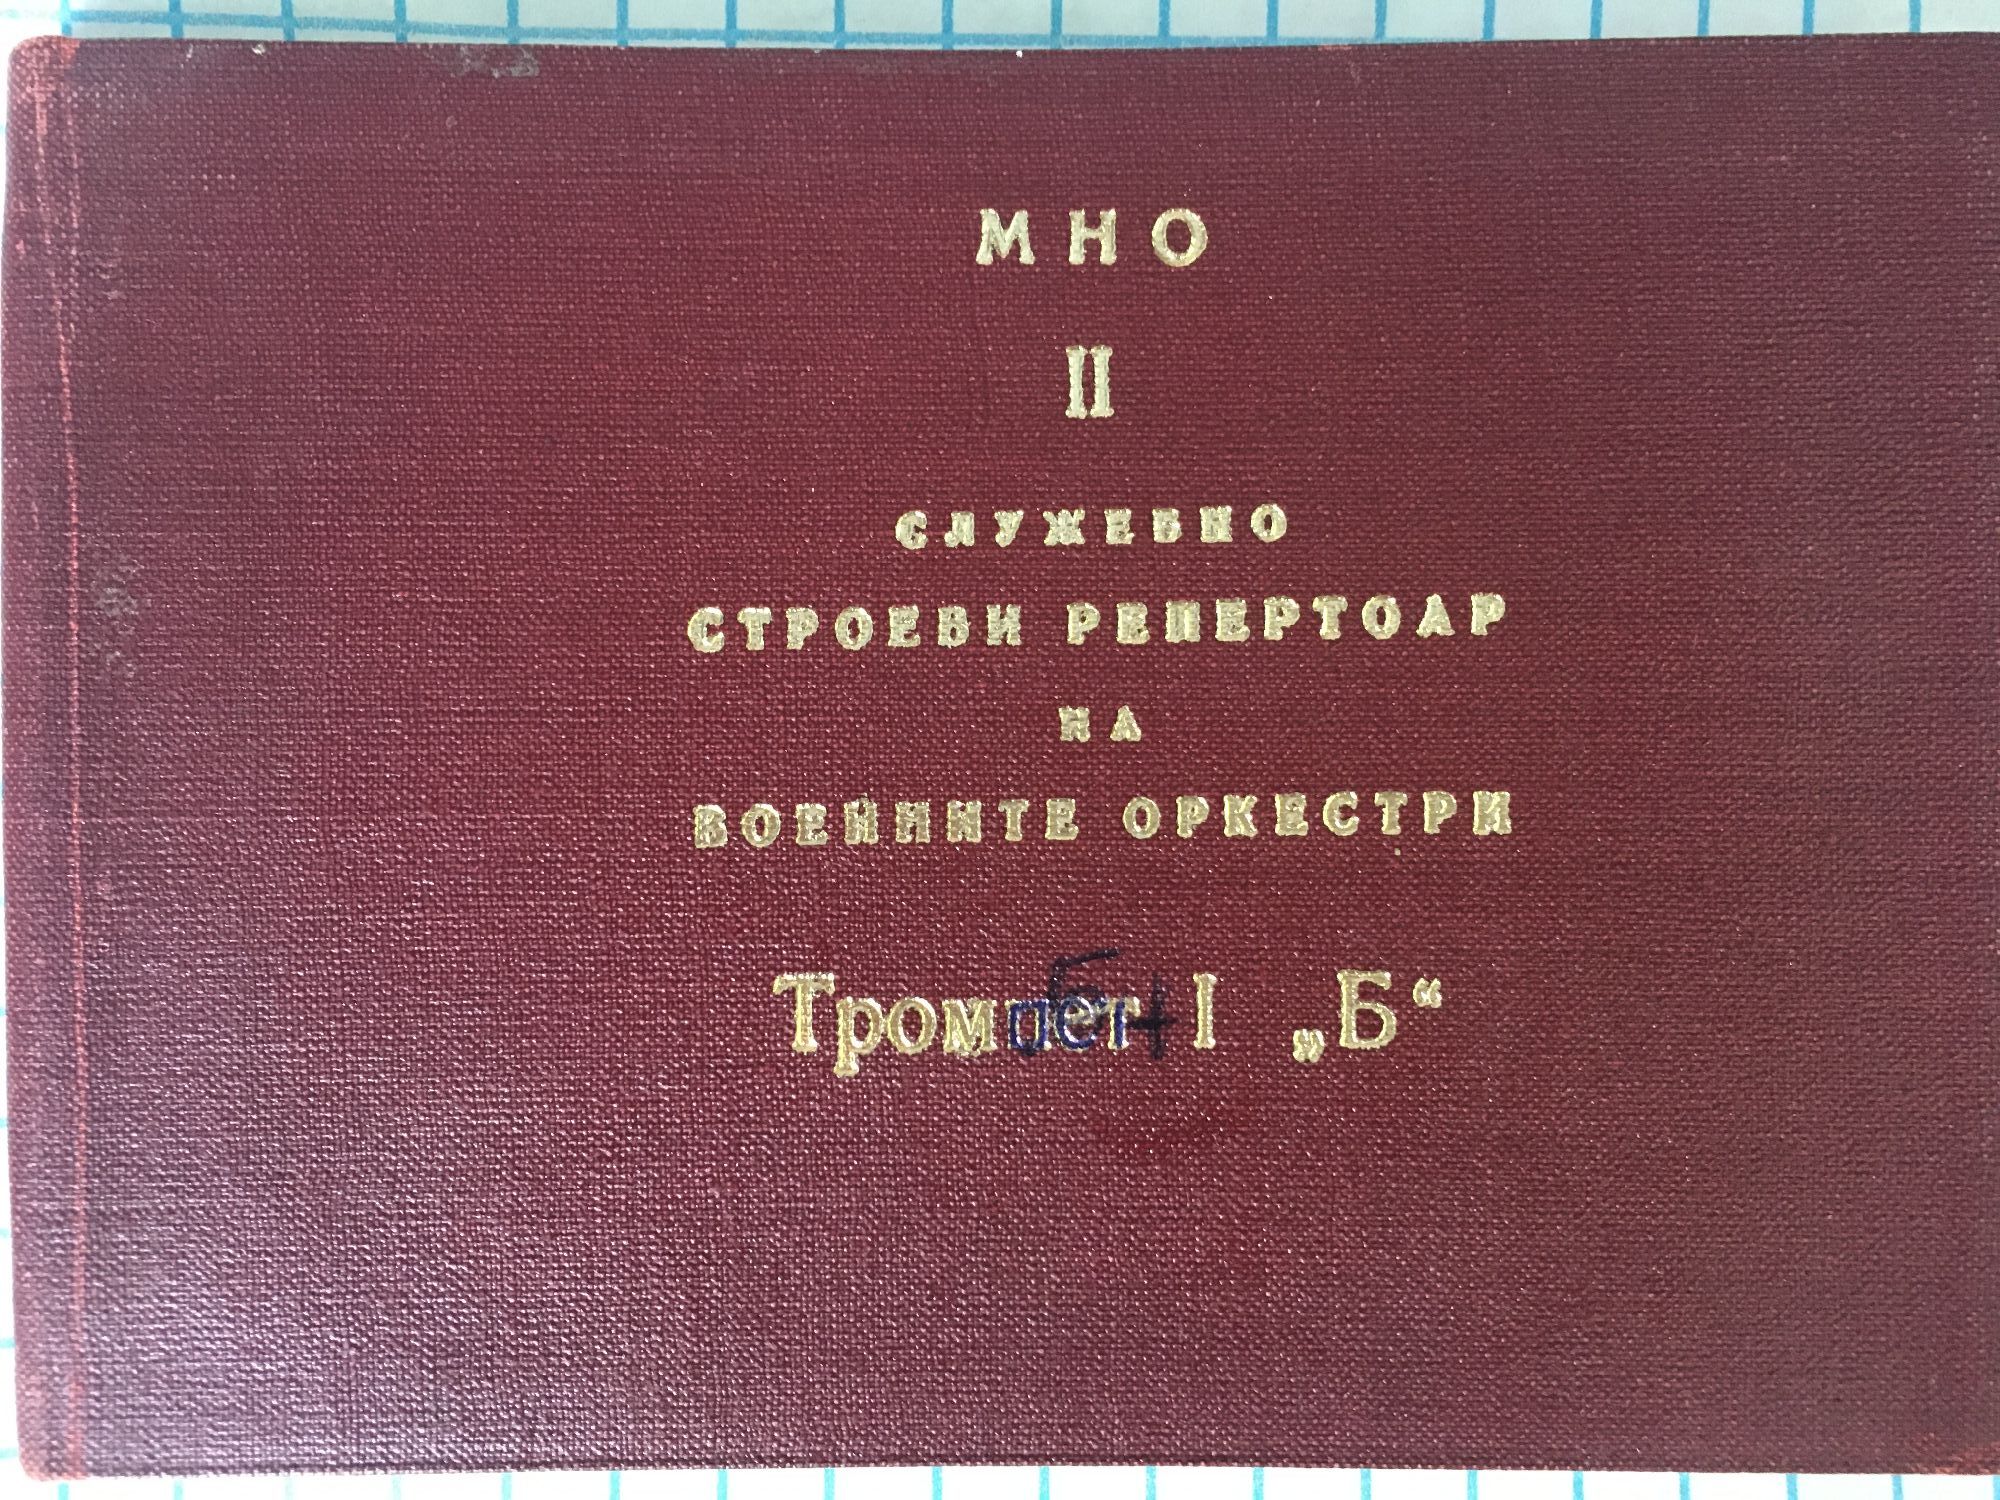 МНО
II
СЛУЖЕБНО
СТРОЕВИ РЕПЕРТОАР
НА
ВОЕННИТЕ ОРКЕСТРИ
Тромпет I „Б“